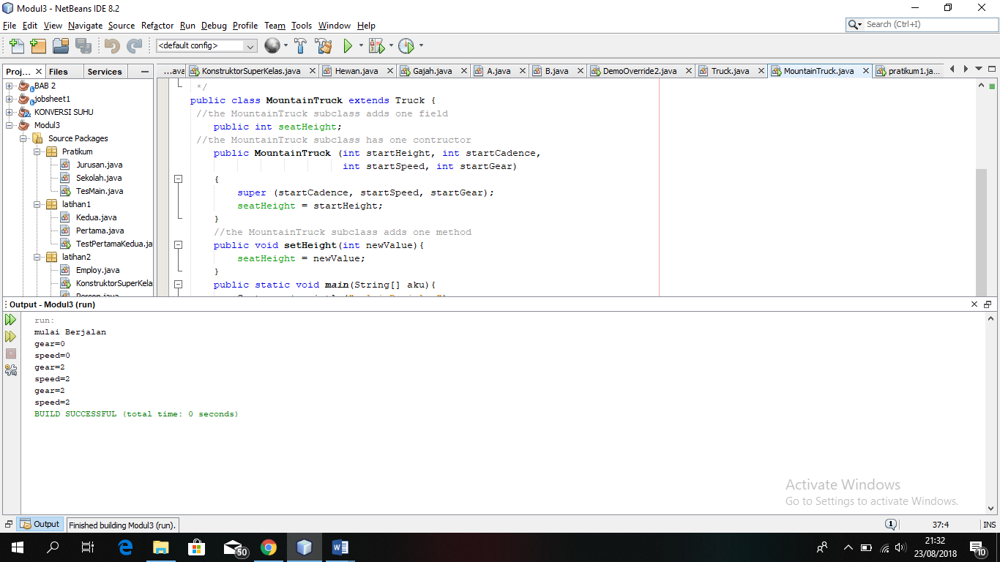 Modul3 - NetBeans IDE 8.2
File Edit View Navigate Source Refactor Run Debug Profile Team Tools Window Help
Search (Ctrl+I)
<default config>
Proj... Files Services
...ava KonstruktorSuperKelas.java Hewan.java Gajah.java A.java B.java DemoOverride2.java Truck.java MountainTruck.java pratikum1.ja...
BAB 2
jobsheet1
KONVERSI SUHU
Modul3
Source Packages
Pratikum
Jurusan.java
Sekolah.java
TesMain.java
latihan1
Kedua.java
Pertama.java
TestPertamaKedua.ja
latihan2
Employ.java
KonstruktorSuperKela
*/
public class MountainTruck extends Truck {
//the MountainTruck subclass adds one field
public int seatHeight;
//the MountainTruck subclass has one contructor
public MountainTruck (int startHeight, int startCadence,
int startSpeed, int startGear)
{
super (startCadence, startSpeed, startGear);
seatHeight = startHeight;
}
//the MountainTruck subclass adds one method
public void setHeight(int newValue){
seatHeight = newValue;
}
public static void main(String[] aku){
Output - Modul3 (run)
run:
mulai Berjalan
gear=0
speed=0
gear=2
speed=2
gear=2
speed=2
BUILD SUCCESSFUL (total time: 0 seconds)
Activate Windows
Go to Settings to activate Windows.
Output
Finished building Modul3 (run).
1
37:4
INS
50
21:32
23/08/2018
10